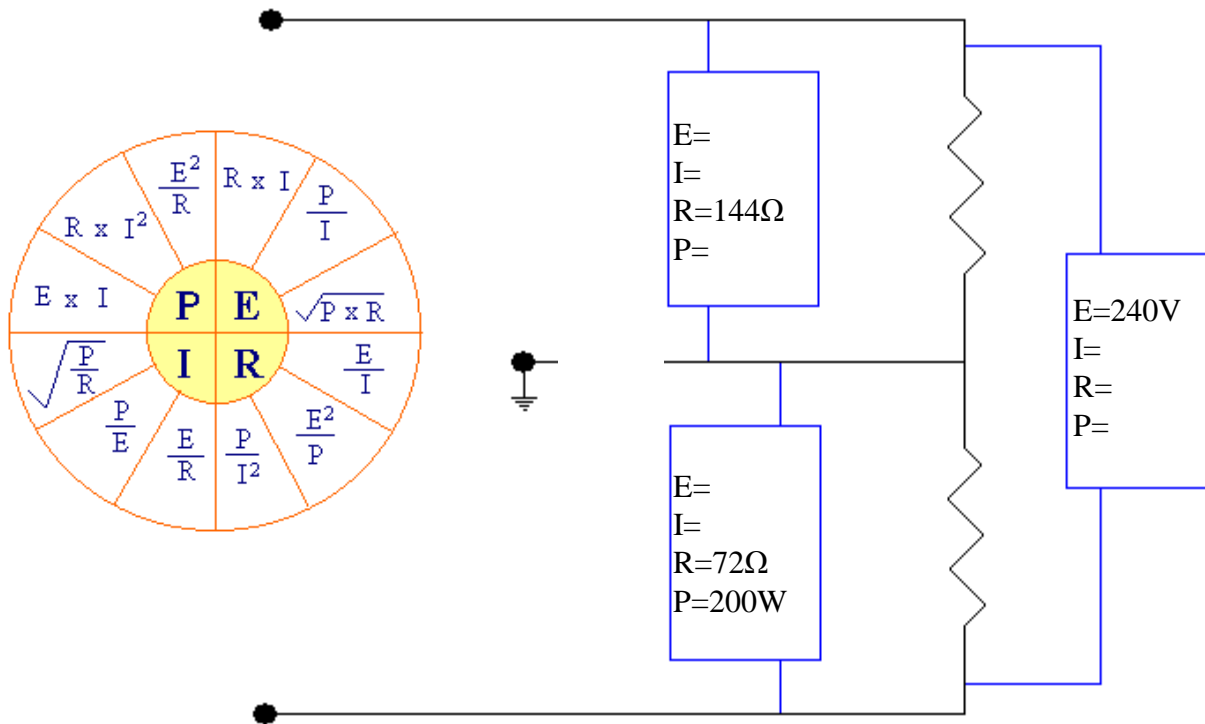 E²/R
R x I
P/I
R x I²
E x I
P
E
√P x R
√P/R
I
R
E/I
P/E
E/R
P/I²
E²/P
E=
I=
R=144Ω
P=
E=240V
I=
R=
P=
E=
I=
R=72Ω
P=200W